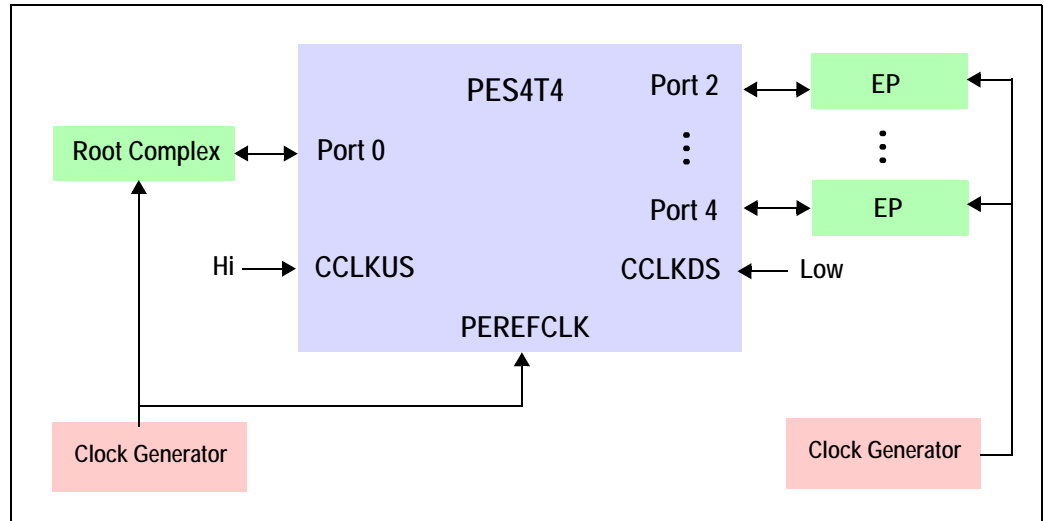 PES4T4
Port 2
EP
Root Complex
Port 0
Port 4
EP
Hi
CCLKUS
CCLKDS
Low
PEREFCLK
Clock Generator
Clock Generator